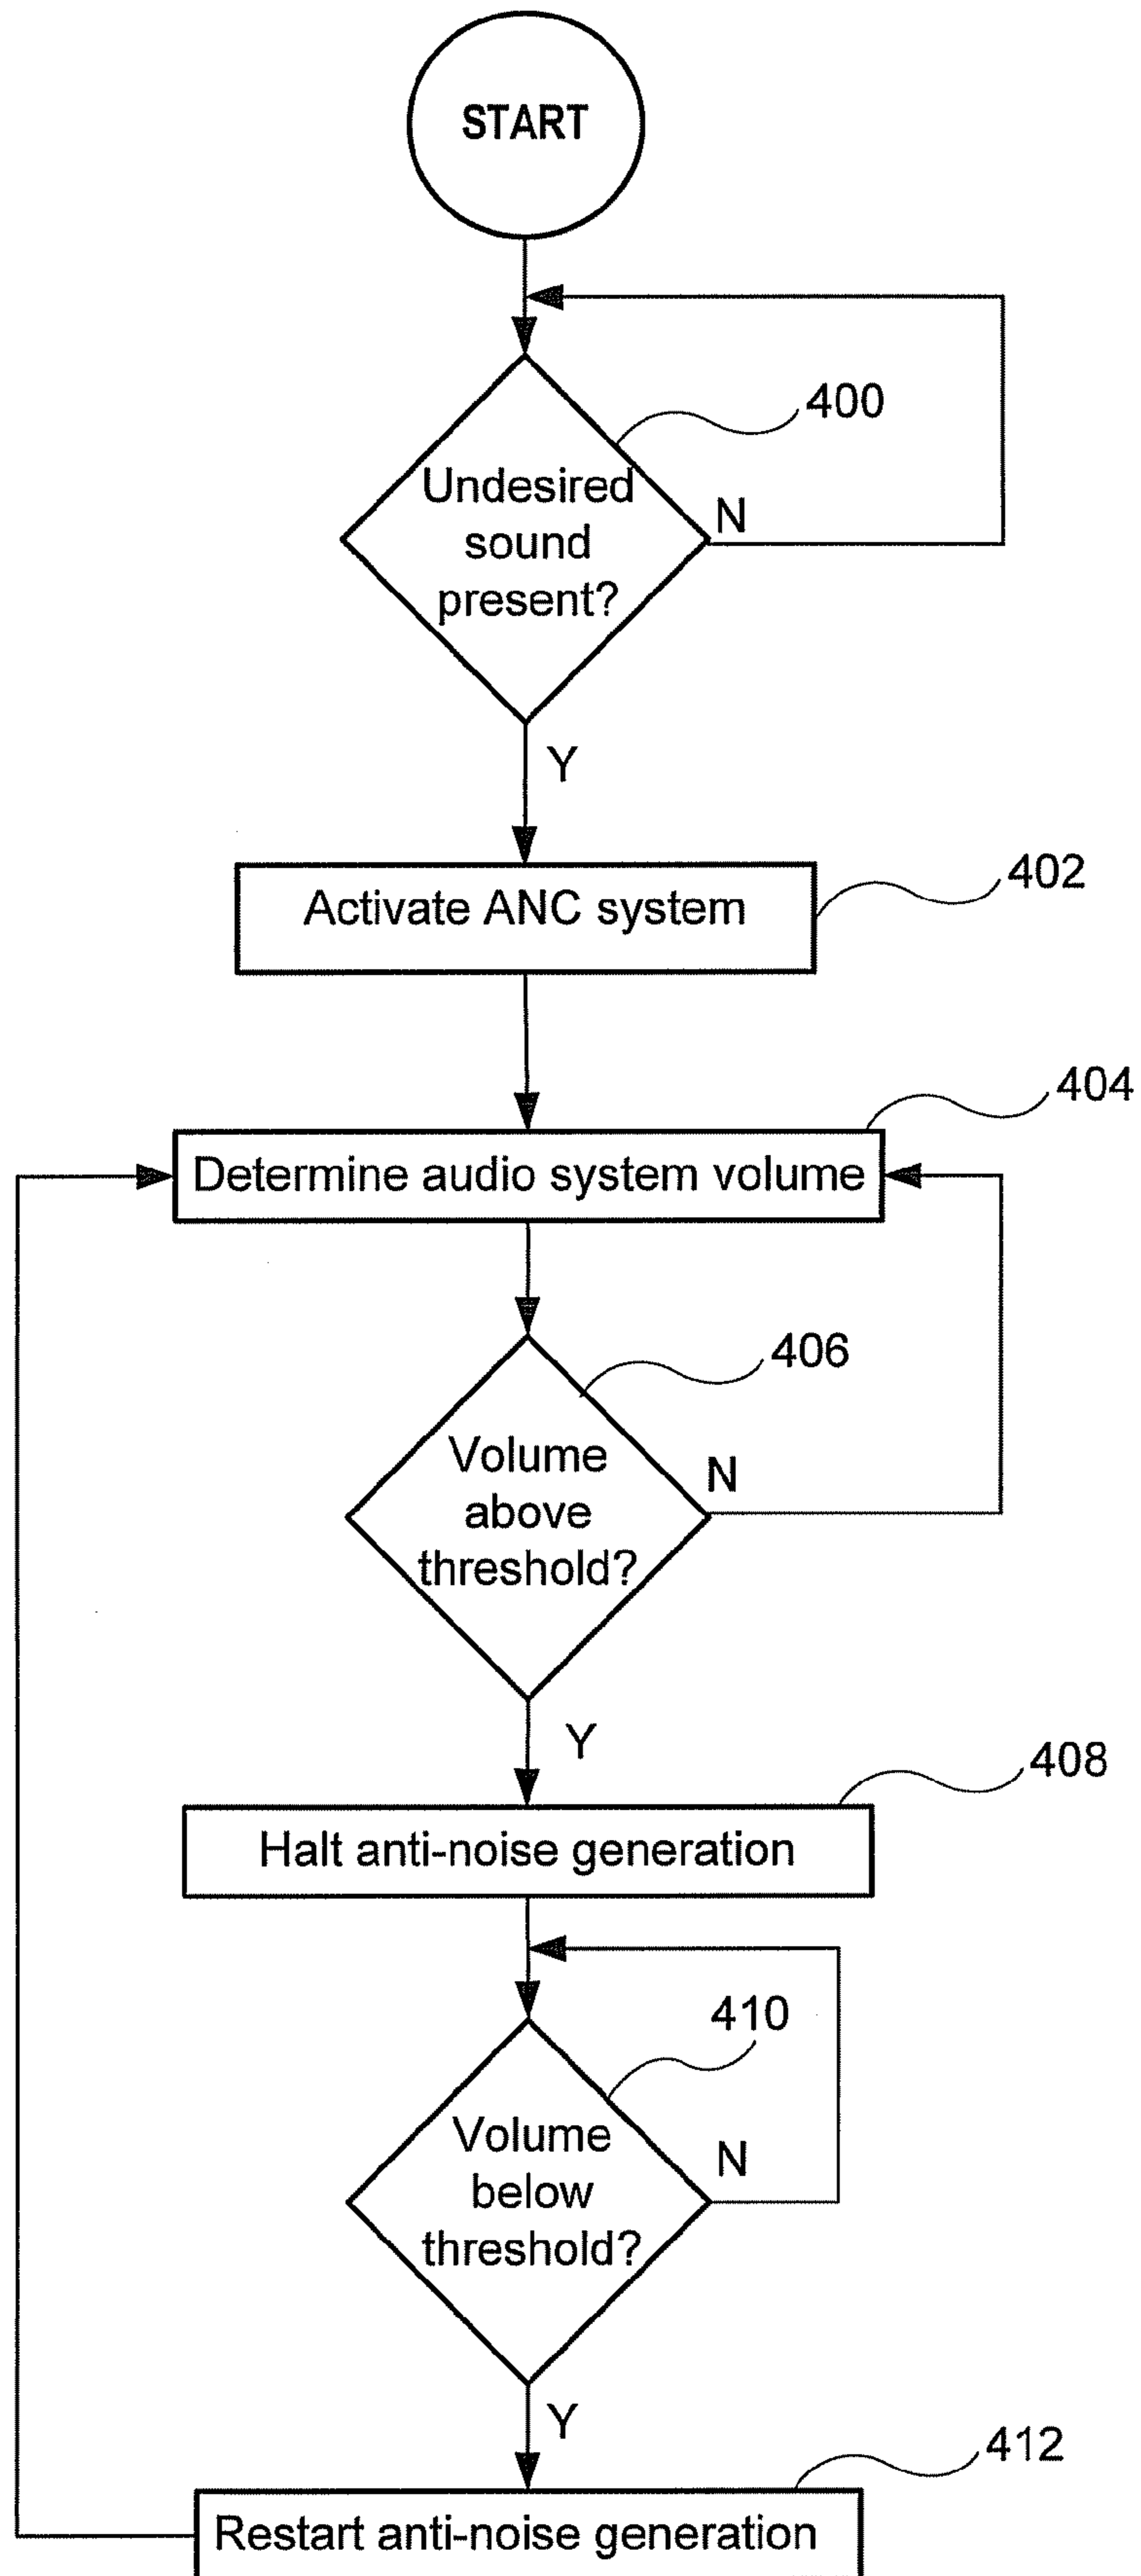 START
400
Undesired
sound
present?
N
Y
402
Activate ANC system
404
Determine audio system volume
406
Volume
above
threshold?
N
Y
408
Halt anti-noise generation
410
Volume
below
threshold?
N
Y
412
Restart anti-noise generation